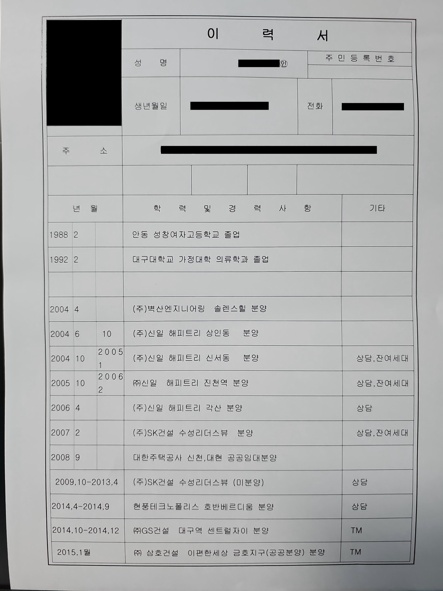 이 력 서
성 명 원 주민등록번호
생년월일 전화
주 소
년 월 학 력 및 경 력 사 항 기타
1988 2 안동 성창여자고등학교 졸업
1992 2 대구대학교 가정대학 의류학과 졸업
2004 4 (주)벽산엔지니어링 솔렌스힐 분양
2004 6 10 (주)신일 해피트리 상인동 분양
2004 10 2005 1 (주)신일 해피트리 신서동 분양 상담,잔여세대
2005 10 2006 2 ㈜신일 해피트리 진천역 분양
2006 4 (주)신일 해피트리 각산 분양 상담
2007 2 (주)SK건설 수성리더스뷰 분양 상담,잔여세대
2008 9 대한주택공사 신천,대현 공공임대분양
2009.10-2013.4 (주)SK건설 수성리더스뷰 (미분양) 상담
2014.4-2014.9 현풍테크노폴리스 호반베르디움 분양 상담
2014.10-2014.12 ㈜GS건설 대구역 센트럴자이 분양 TM
2015.1월 ㈜ 삼호건설 이편한세상 금호지구(공공분양) 분양 TM